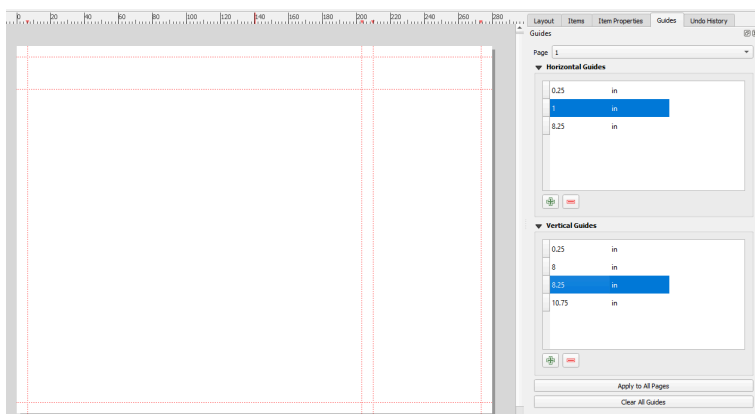 0 20 40 60 80 100 120 140 160 180 200 220 240 260 280
Layout Items Item Properties Guides Undo History
Guides
Page 1
Horizontal Guides
0.25 in
1 in
8.25 in
Vertical Guides
0.25 in
8 in
8.25 in
10.75 in
Apply to All Pages
Clear All Guides